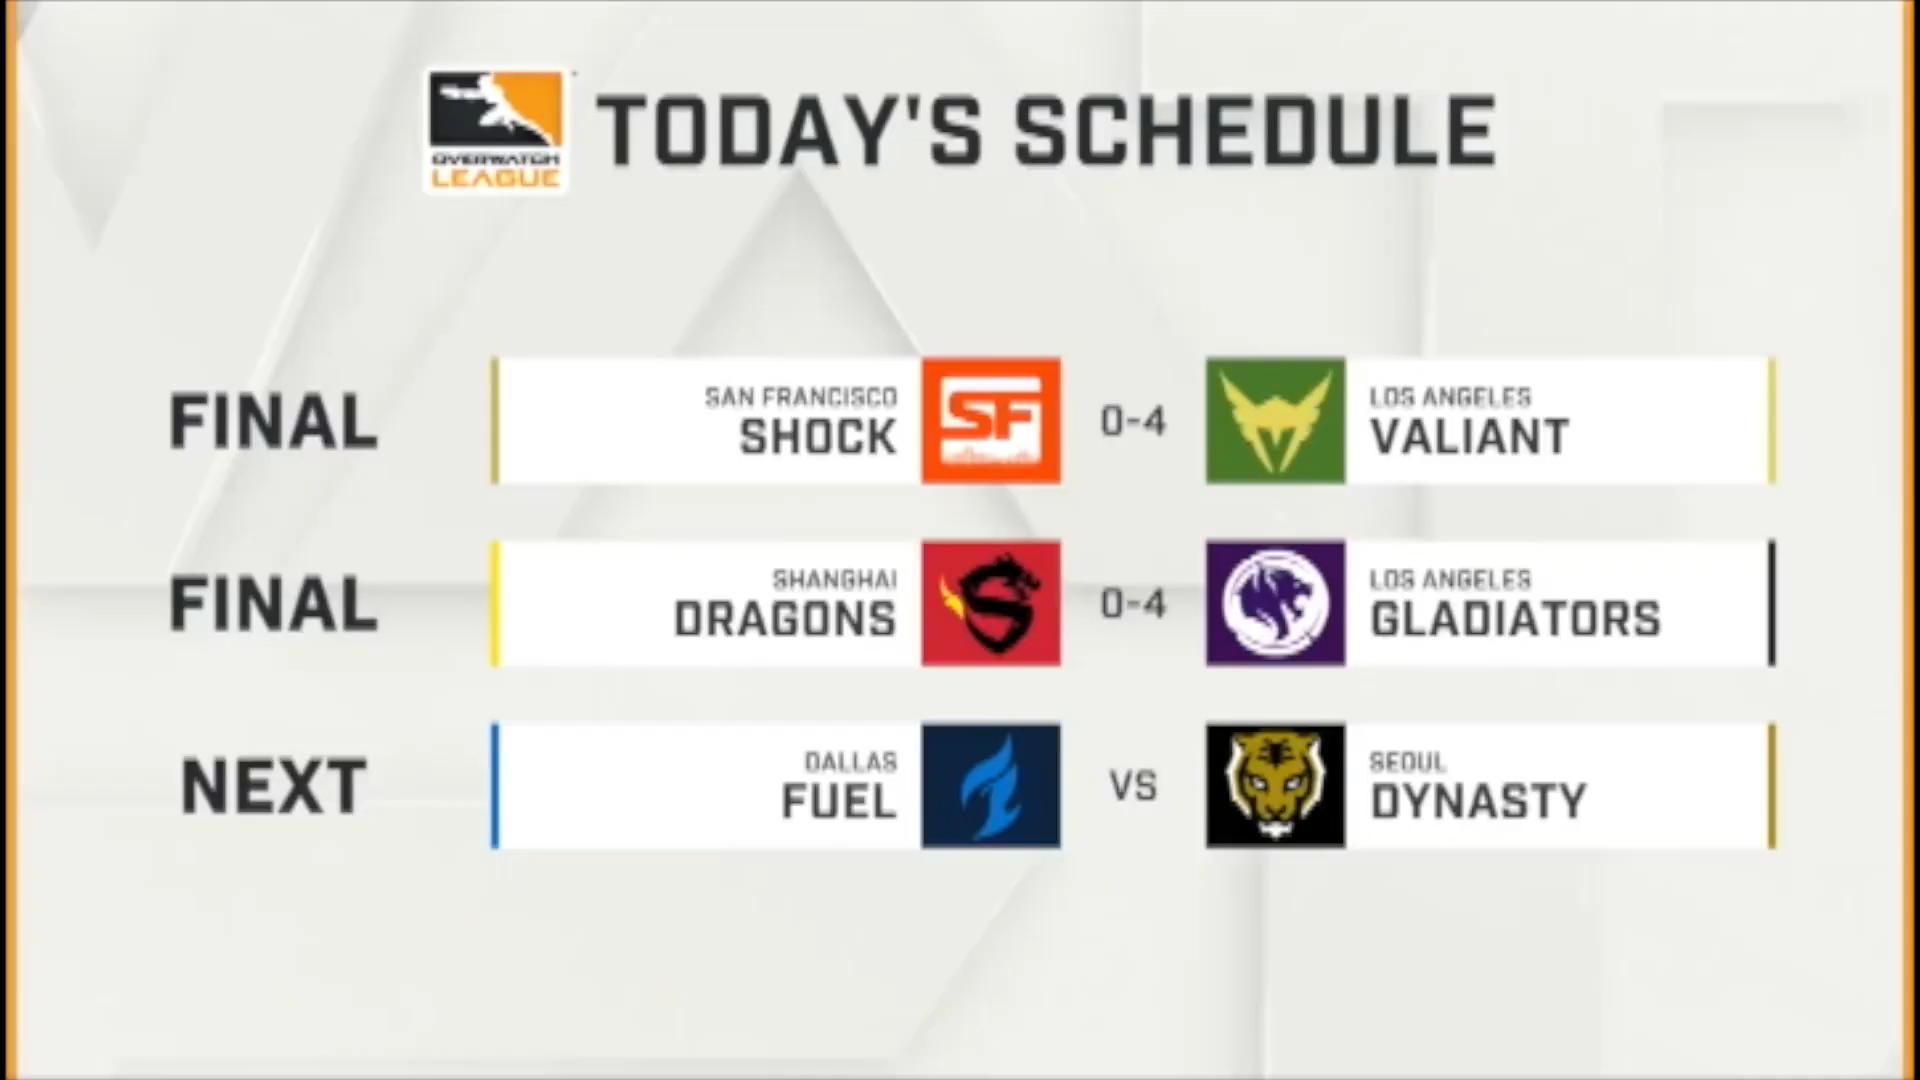 OVERWATCH
LEAGUE
TODAY'S SCHEDULE
FINAL
SAN FRANCISCO
SHOCK
SF
0-4
LOS ANGELES
VALIANT
FINAL
SHANGHAI
DRAGONS
0-4
LOS ANGELES
GLADIATORS
NEXT
DALLAS
FUEL
VS
SEOUL
DYNASTY